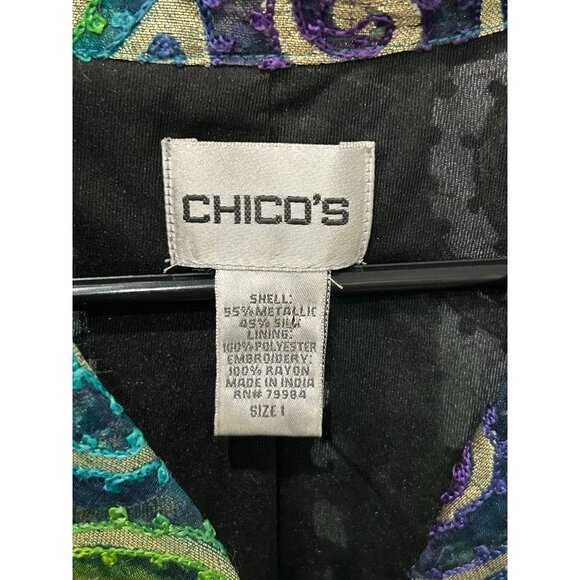 CHICO'S
SHELL:
55% METALLIC
45% SILK
LINING:
100% POLYESTER
EMBROIDERY:
100% RAYON
MADE IN INDIA
RN# 79984
SIZE 1